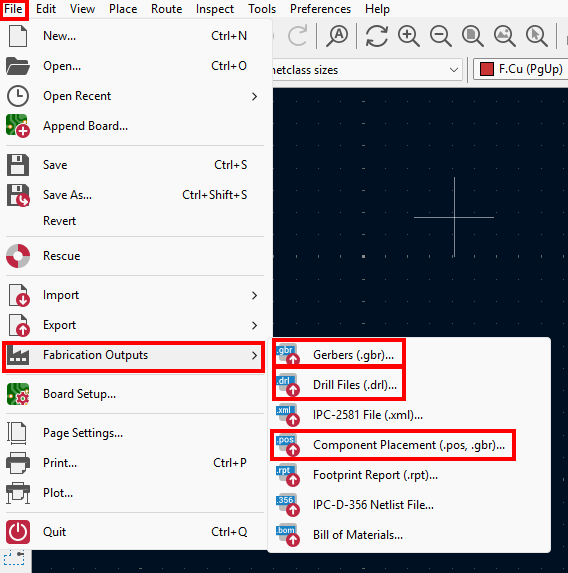 File Edit View Place Route Inspect Tools Preferences Help
New... Ctrl+N
Open... Ctrl+O
netclass sizes F.Cu (PgUp)
Open Recent
Append Board...
Save Ctrl+S
Save As... Ctrl+Shift+S
Revert
Rescue
Import
Export
Fabrication Outputs
Board Setup...
Page Settings...
Print... Ctrl+P
Plot...
Quit Ctrl+Q
.gbr Gerbers (.gbr)...
.drl Drill Files (.drl)...
.xml IPC-2581 File (.xml)...
.pos Component Placement (.pos, .gbr)...
.rpt Footprint Report (.rpt)...
.356 IPC-D-356 Netlist File...
.bom Bill of Materials...